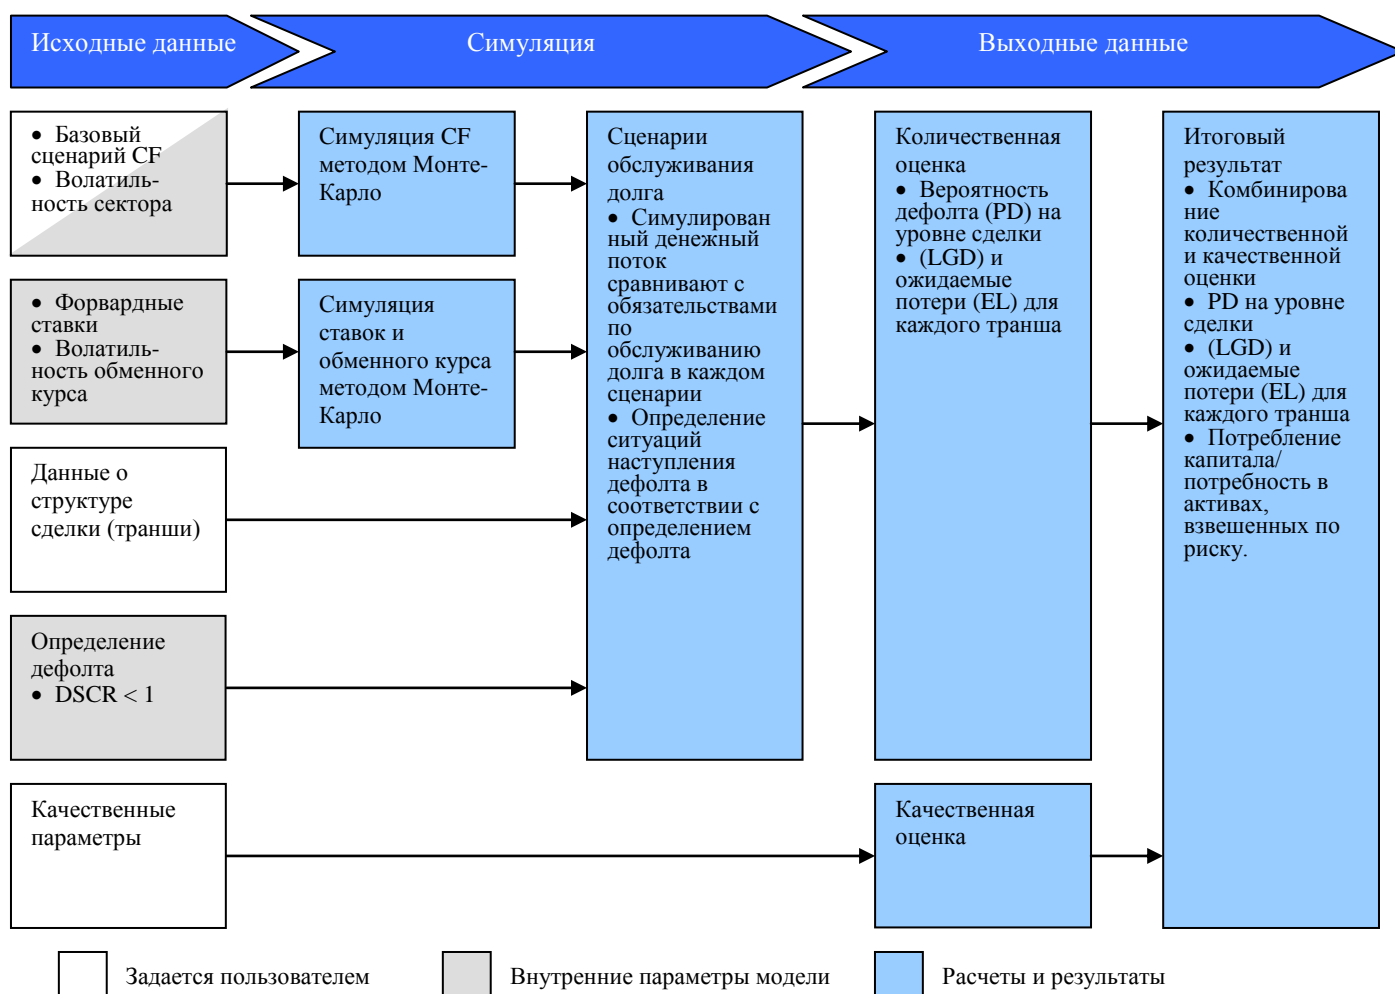 Исходные данные
Симуляция
Выходные данные
• Базовый
сценарий CF
• Волатиль-
ность сектора
Симуляция CF
методом Монте-
Карло
Сценарии
обслуживания
долга
• Симулирован
ный денежный
поток
сравнивают с
обязательствами
по
обслуживанию
долга в каждом
сценарии
• Определение
ситуаций
наступления
дефолта в
соответствии с
определением
дефолта
Количественная
оценка
• Вероятность
дефолта (PD) на
уровне сделки
• (LGD) и
ожидаемые
потери (EL) для
каждого транша
Итоговый
результат
• Комбинирова
ние
количественной
и качественной
оценки
• PD на уровне
сделки
• (LGD) и
ожидаемые
потери (EL) для
каждого транша
• Потребление
капитала/
потребность в
активах,
взвешенных по
риску.
• Форвардные
ставки
• Волатиль-
ность обменного
курса
Симуляция
ставок и
обменного курса
методом Монте-
Карло
Данные о
структуре
сделки (транши)
Определение
дефолта
• DSCR < 1
Качественные
параметры
Качественная
оценка
Задается пользователем
Внутренние параметры модели
Расчеты и результаты